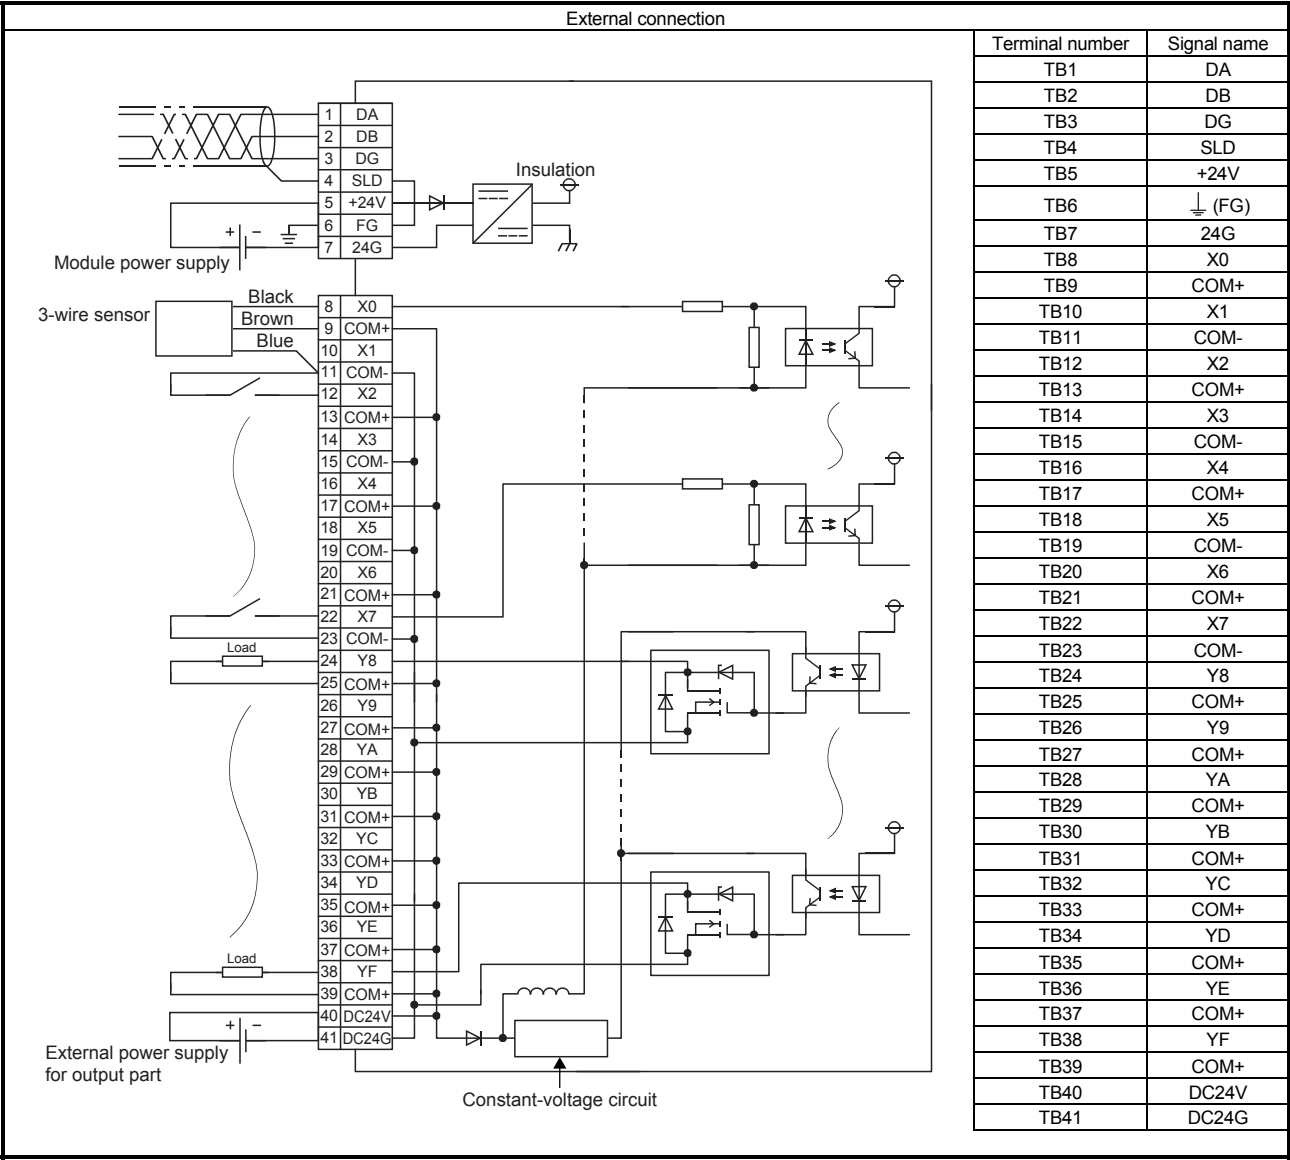 External connection
1 DA
2 DB
3 DG
4 SLD
5 +24V
6 FG
7 24G
Insulation
+ −
Module power supply
3-wire sensor
Black
Brown
Blue
8 X0
9 COM+
10 X1
11 COM-
12 X2
13 COM+
14 X3
15 COM-
16 X4
17 COM+
18 X5
19 COM-
20 X6
21 COM+
22 X7
23 COM-
Load
24 Y8
25 COM+
26 Y9
27 COM+
28 YA
29 COM+
30 YB
31 COM+
32 YC
33 COM+
34 YD
35 COM+
36 YE
37 COM+
Load
38 YF
39 COM+
40 DC24V
41 DC24G
+ −
External power supply
for output part
Constant-voltage circuit
Terminal number Signal name
TB1 DA
TB2 DB
TB3 DG
TB4 SLD
TB5 +24V
TB6 (FG)
TB7 24G
TB8 X0
TB9 COM+
TB10 X1
TB11 COM-
TB12 X2
TB13 COM+
TB14 X3
TB15 COM-
TB16 X4
TB17 COM+
TB18 X5
TB19 COM-
TB20 X6
TB21 COM+
TB22 X7
TB23 COM-
TB24 Y8
TB25 COM+
TB26 Y9
TB27 COM+
TB28 YA
TB29 COM+
TB30 YB
TB31 COM+
TB32 YC
TB33 COM+
TB34 YD
TB35 COM+
TB36 YE
TB37 COM+
TB38 YF
TB39 COM+
TB40 DC24V
TB41 DC24G